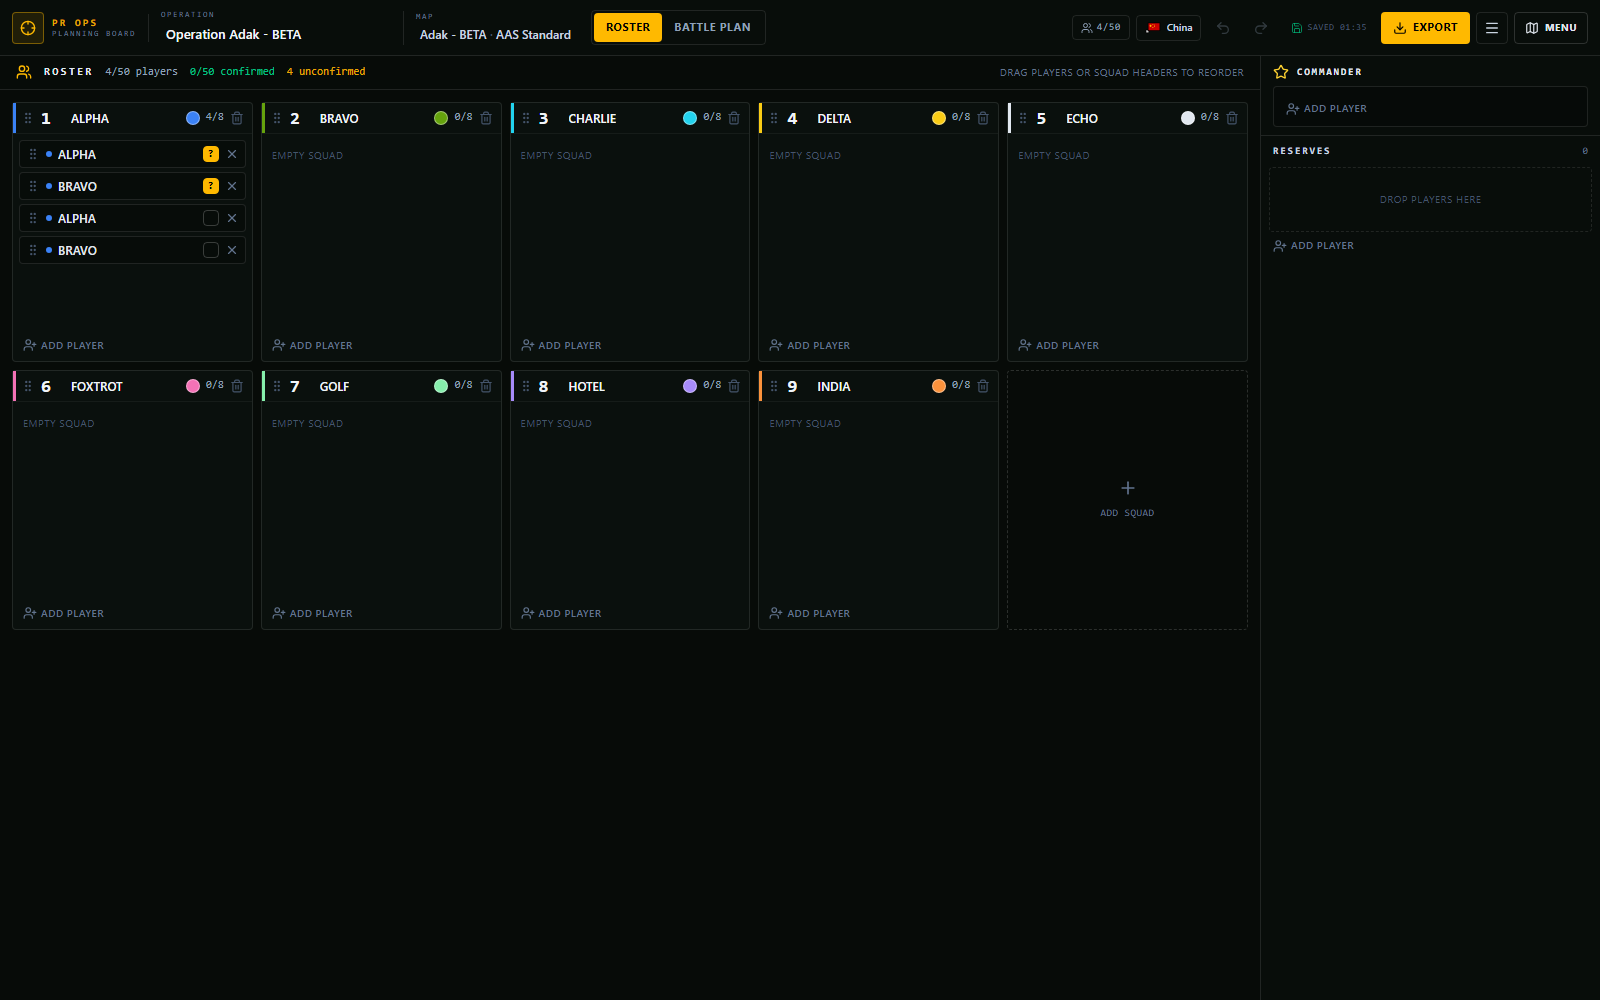 PR OPS
PLANNING BOARD
OPERATION
Operation Adak - BETA
MAP
Adak - BETA · AAS Standard
ROSTER
BATTLE PLAN
4/50
China
SAVED 01:35
EXPORT
MENU
ROSTER 4/50 players 0/50 confirmed 4 unconfirmed
DRAG PLAYERS OR SQUAD HEADERS TO REORDER
1 ALPHA 4/8
ALPHA ?
BRAVO ?
ALPHA
BRAVO
ADD PLAYER
2 BRAVO 0/8
EMPTY SQUAD
ADD PLAYER
3 CHARLIE 0/8
EMPTY SQUAD
ADD PLAYER
4 DELTA 0/8
EMPTY SQUAD
ADD PLAYER
5 ECHO 0/8
EMPTY SQUAD
ADD PLAYER
6 FOXTROT 0/8
EMPTY SQUAD
ADD PLAYER
7 GOLF 0/8
EMPTY SQUAD
ADD PLAYER
8 HOTEL 0/8
EMPTY SQUAD
ADD PLAYER
9 INDIA 0/8
EMPTY SQUAD
ADD PLAYER
ADD SQUAD
COMMANDER
ADD PLAYER
RESERVES 0
DROP PLAYERS HERE
ADD PLAYER